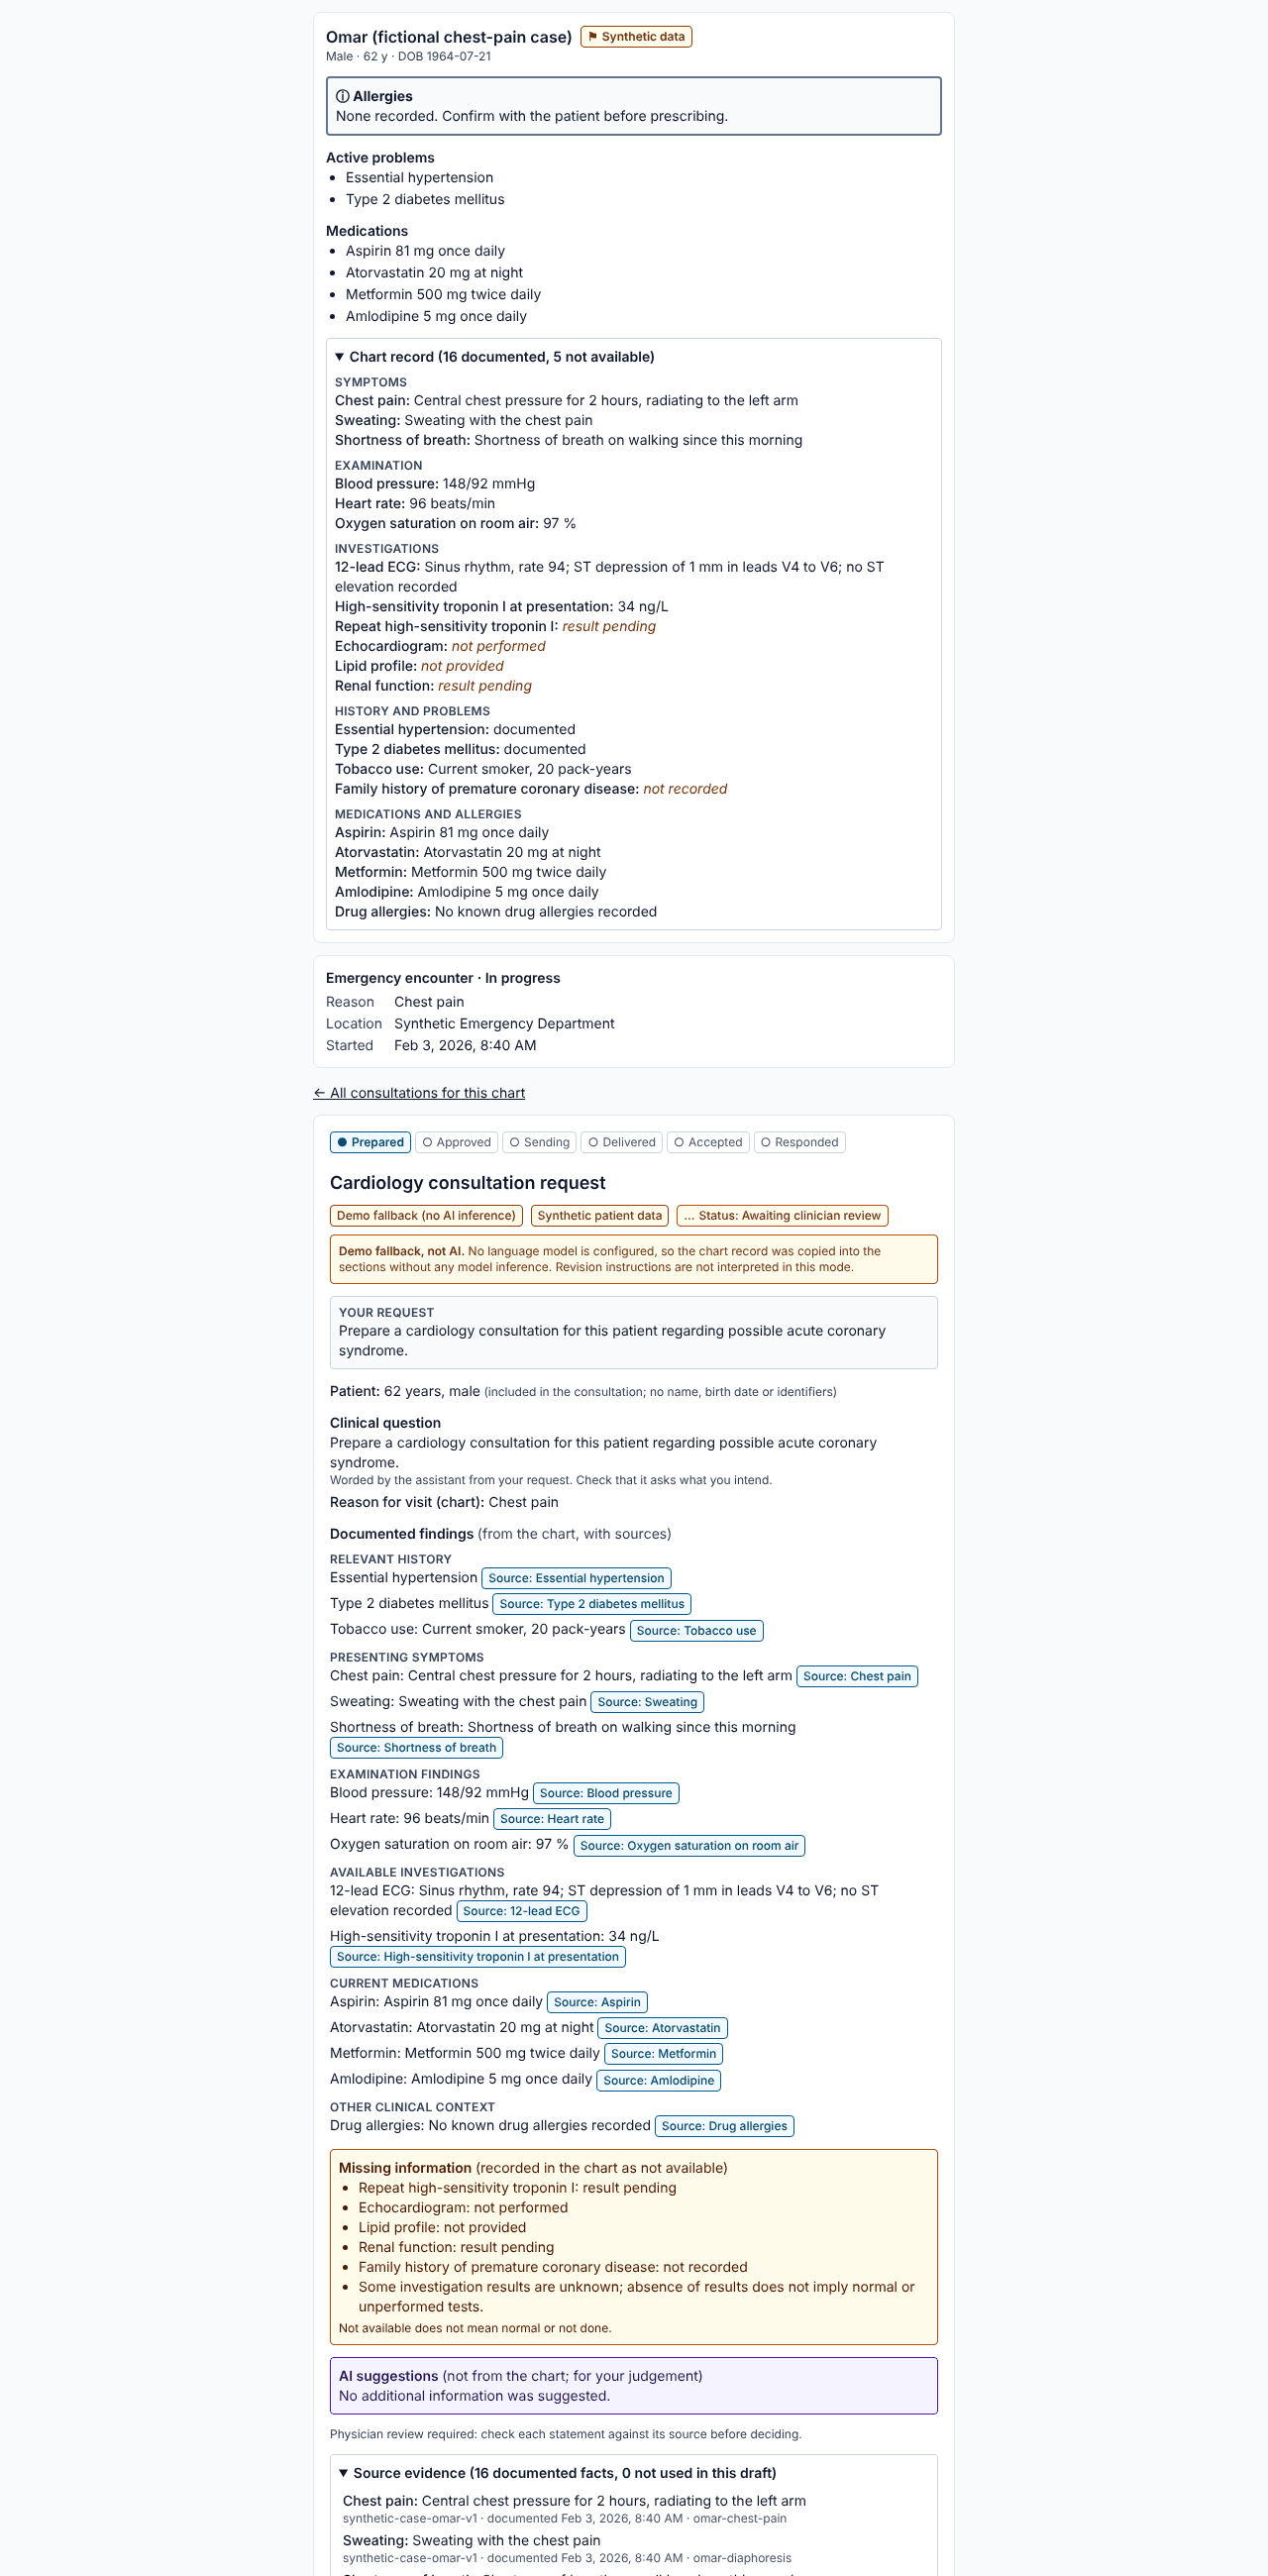 Omar (fictional chest-pain case) ⚑ Synthetic data
Male · 62 y · DOB 1964-07-21
ⓘ Allergies
None recorded. Confirm with the patient before prescribing.
Active problems
• Essential hypertension
• Type 2 diabetes mellitus
Medications
• Aspirin 81 mg once daily
• Atorvastatin 20 mg at night
• Metformin 500 mg twice daily
• Amlodipine 5 mg once daily
▼ Chart record (16 documented, 5 not available)
SYMPTOMS
Chest pain: Central chest pressure for 2 hours, radiating to the left arm
Sweating: Sweating with the chest pain
Shortness of breath: Shortness of breath on walking since this morning
EXAMINATION
Blood pressure: 148/92 mmHg
Heart rate: 96 beats/min
Oxygen saturation on room air: 97 %
INVESTIGATIONS
12-lead ECG: Sinus rhythm, rate 94; ST depression of 1 mm in leads V4 to V6; no ST
elevation recorded
High-sensitivity troponin I at presentation: 34 ng/L
Repeat high-sensitivity troponin I: result pending
Echocardiogram: not performed
Lipid profile: not provided
Renal function: result pending
HISTORY AND PROBLEMS
Essential hypertension: documented
Type 2 diabetes mellitus: documented
Tobacco use: Current smoker, 20 pack-years
Family history of premature coronary disease: not recorded
MEDICATIONS AND ALLERGIES
Aspirin: Aspirin 81 mg once daily
Atorvastatin: Atorvastatin 20 mg at night
Metformin: Metformin 500 mg twice daily
Amlodipine: Amlodipine 5 mg once daily
Drug allergies: No known drug allergies recorded
Emergency encounter · In progress
Reason Chest pain
Location Synthetic Emergency Department
Started Feb 3, 2026, 8:40 AM
← All consultations for this chart
● Prepared ○ Approved ○ Sending ○ Delivered ○ Accepted ○ Responded
Cardiology consultation request
Demo fallback (no AI inference) Synthetic patient data … Status: Awaiting clinician review
Demo fallback, not AI. No language model is configured, so the chart record was copied into the
sections without any model inference. Revision instructions are not interpreted in this mode.
YOUR REQUEST
Prepare a cardiology consultation for this patient regarding possible acute coronary
syndrome.
Patient: 62 years, male (included in the consultation; no name, birth date or identifiers)
Clinical question
Prepare a cardiology consultation for this patient regarding possible acute coronary
syndrome.
Worded by the assistant from your request. Check that it asks what you intend.
Reason for visit (chart): Chest pain
Documented findings (from the chart, with sources)
RELEVANT HISTORY
Essential hypertension Source: Essential hypertension
Type 2 diabetes mellitus Source: Type 2 diabetes mellitus
Tobacco use: Current smoker, 20 pack-years Source: Tobacco use
PRESENTING SYMPTOMS
Chest pain: Central chest pressure for 2 hours, radiating to the left arm Source: Chest pain
Sweating: Sweating with the chest pain Source: Sweating
Shortness of breath: Shortness of breath on walking since this morning
Source: Shortness of breath
EXAMINATION FINDINGS
Blood pressure: 148/92 mmHg Source: Blood pressure
Heart rate: 96 beats/min Source: Heart rate
Oxygen saturation on room air: 97 % Source: Oxygen saturation on room air
AVAILABLE INVESTIGATIONS
12-lead ECG: Sinus rhythm, rate 94; ST depression of 1 mm in leads V4 to V6; no ST
elevation recorded Source: 12-lead ECG
High-sensitivity troponin I at presentation: 34 ng/L
Source: High-sensitivity troponin I at presentation
CURRENT MEDICATIONS
Aspirin: Aspirin 81 mg once daily Source: Aspirin
Atorvastatin: Atorvastatin 20 mg at night Source: Atorvastatin
Metformin: Metformin 500 mg twice daily Source: Metformin
Amlodipine: Amlodipine 5 mg once daily Source: Amlodipine
OTHER CLINICAL CONTEXT
Drug allergies: No known drug allergies recorded Source: Drug allergies
Missing information (recorded in the chart as not available)
• Repeat high-sensitivity troponin I: result pending
• Echocardiogram: not performed
• Lipid profile: not provided
• Renal function: result pending
• Family history of premature coronary disease: not recorded
• Some investigation results are unknown; absence of results does not imply normal or
unperformed tests.
Not available does not mean normal or not done.
AI suggestions (not from the chart; for your judgement)
No additional information was suggested.
Physician review required: check each statement against its source before deciding.
▼ Source evidence (16 documented facts, 0 not used in this draft)
Chest pain: Central chest pressure for 2 hours, radiating to the left arm
synthetic-case-omar-v1 · documented Feb 3, 2026, 8:40 AM · omar-chest-pain
Sweating: Sweating with the chest pain
synthetic-case-omar-v1 · documented Feb 3, 2026, 8:40 AM · omar-diaphoresis